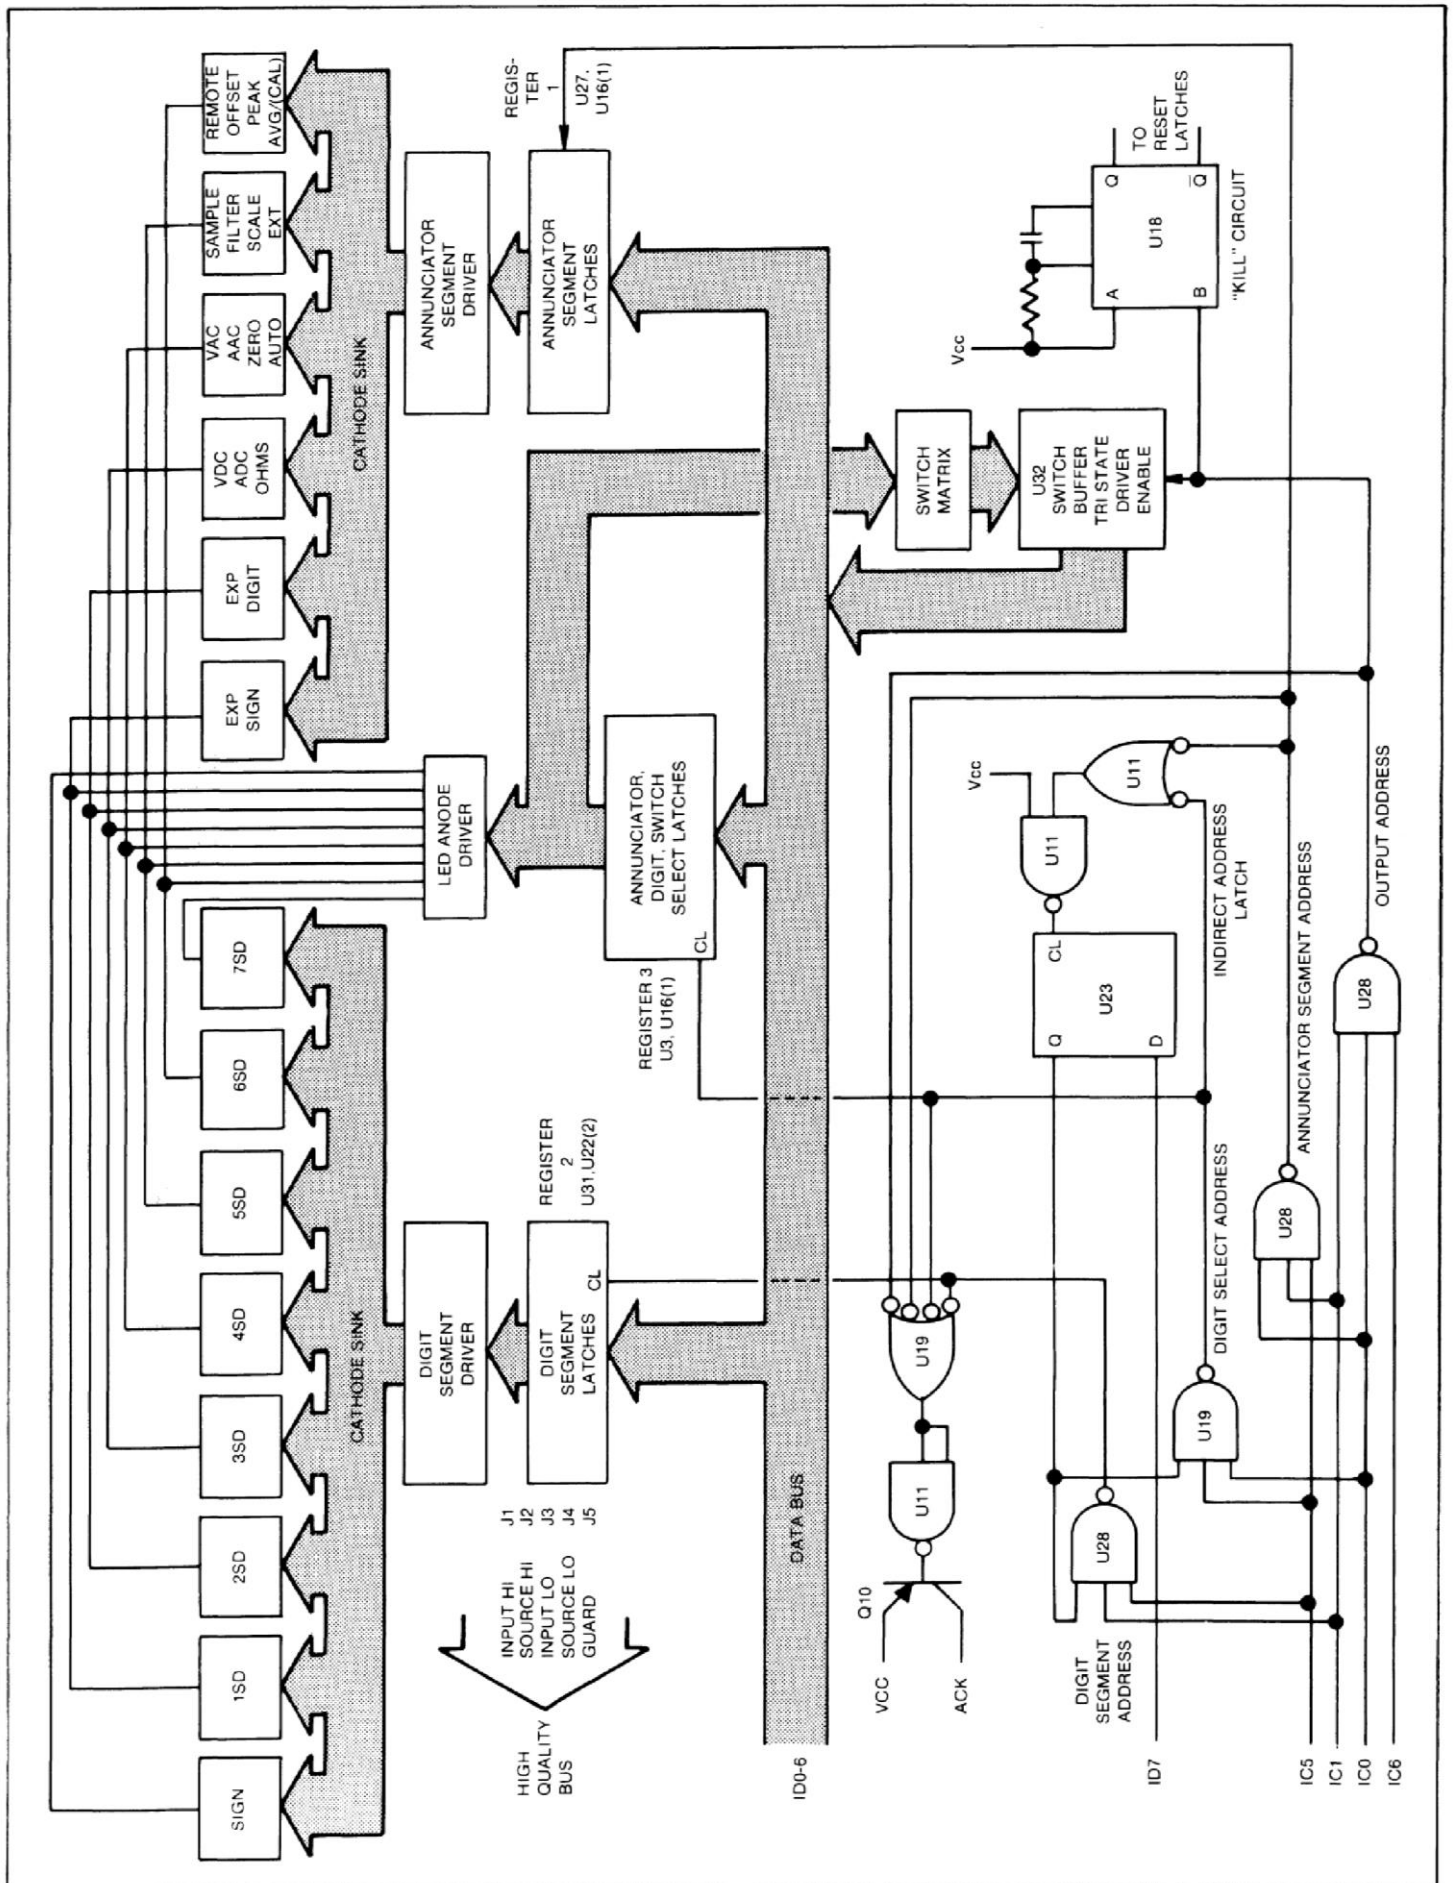 SIGN
1SD
2SD
3SD
4SD
5SD
6SD
7SD
EXP
SIGN
EXP
DIGIT
VDC
ADC
OHMS
VAC
AAC
ZERO
AUTO
SAMPLE
FILTER
SCALE
EXT
REMOTE
OFFSET
PEAK
AVG/(CAL)
CATHODE SINK
CATHODE SINK
DIGIT
SEGMENT
DRIVER
LED ANODE
DRIVER
ANNUNCIATOR
SEGMENT
DRIVER
HIGH
QUALITY
BUS
INPUT HI J1
SOURCE HI J2
INPUT LO J3
SOURCE LO J4
GUARD J5
DIGIT
SEGMENT
LATCHES
CL
REGISTER
2
U31,U22(2)
ANNUNCIATOR
SEGMENT
LATCHES
REGIS-
TER
1
U27,
U16(1)
REGISTER 3
U3, U16(1)
ANNUNCIATOR,
DIGIT, SWITCH
SELECT LATCHES
CL
ID0-6
DATA BUS
SWITCH
MATRIX
U32
SWITCH
BUFFER
TRI STATE
DRIVER
ENABLE
VCC
ACK
Q10
U11
U19
Vcc
A
B
U18
Q
Q̅
TO
RESET
LATCHES
"KILL" CIRCUIT
Vcc
U11
U11
Q
D
CL
U23
INDIRECT ADDRESS
LATCH
DIGIT
SEGMENT
ADDRESS
U28
ID7
U19
DIGIT SELECT ADDRESS
U28
ANNUNCIATOR SEGMENT ADDRESS
U28
OUTPUT ADDRESS
IC5
IC1
IC0
IC6